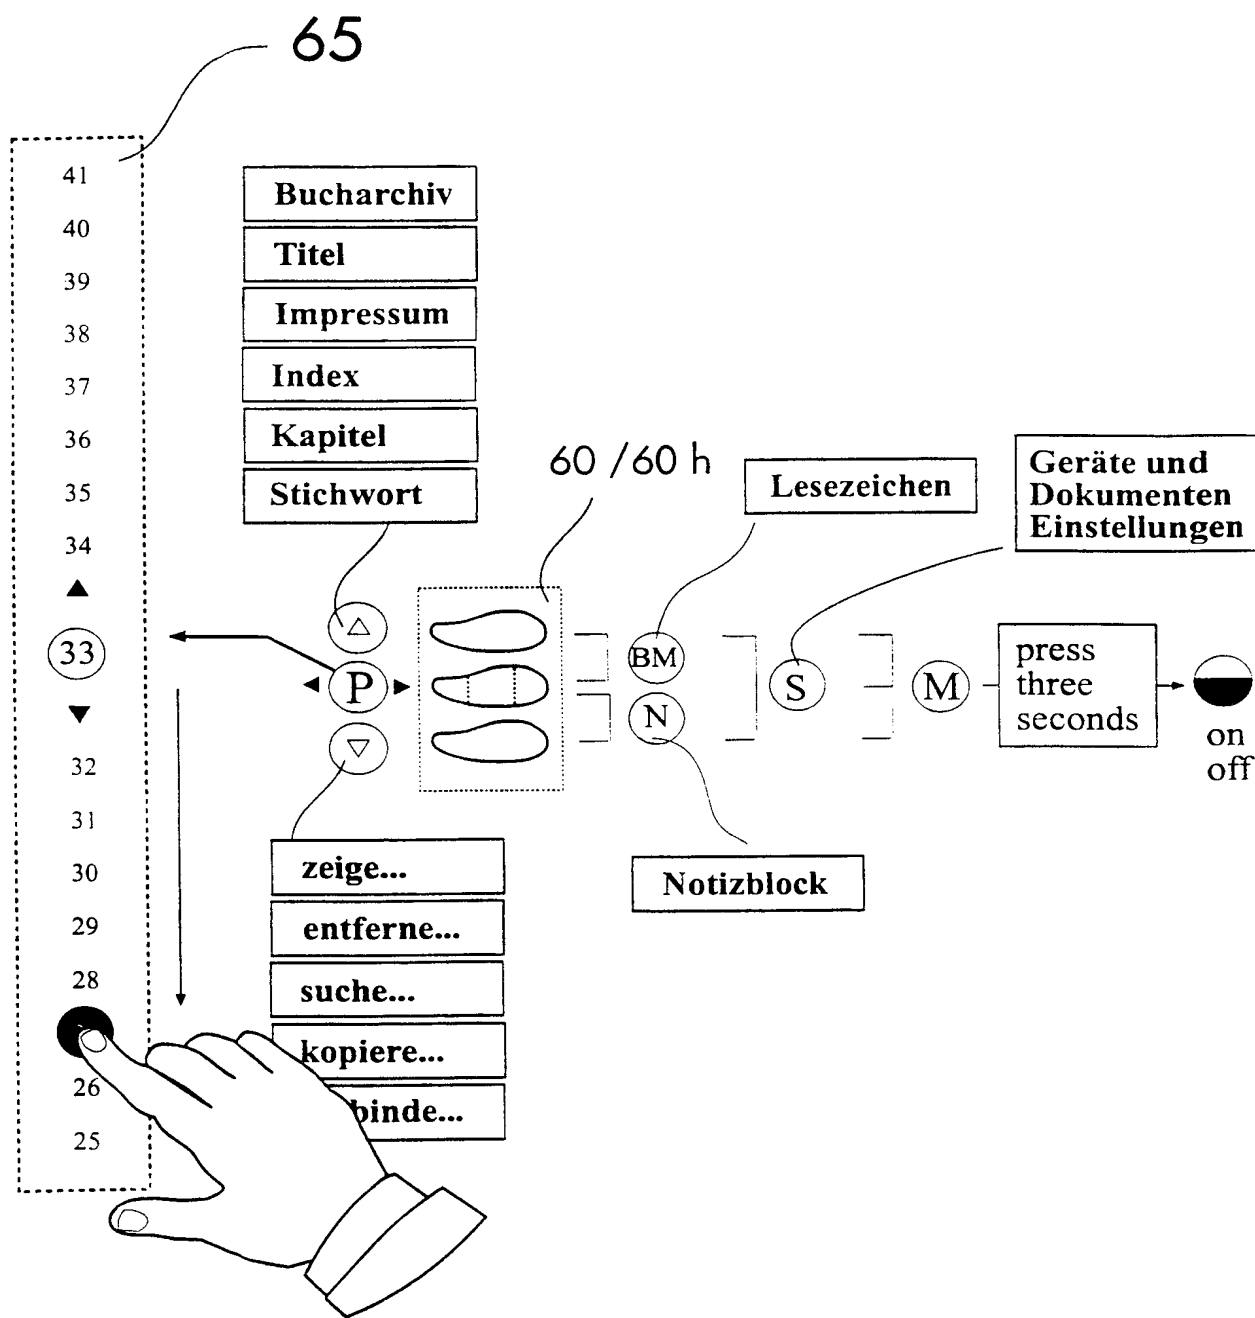 65
41
40
39
38
37
36
35
34
33
32
31
30
29
28
26
25
Bucharchiv
Titel
Impressum
Index
Kapitel
Stichwort
60 / 60 h
Lesezeichen
Geräte und
Dokumenten
Einstellungen
P
BM
N
S
M
press
three
seconds
on
off
zeige...
entferne...
suche...
kopiere...
binde...
Notizblock